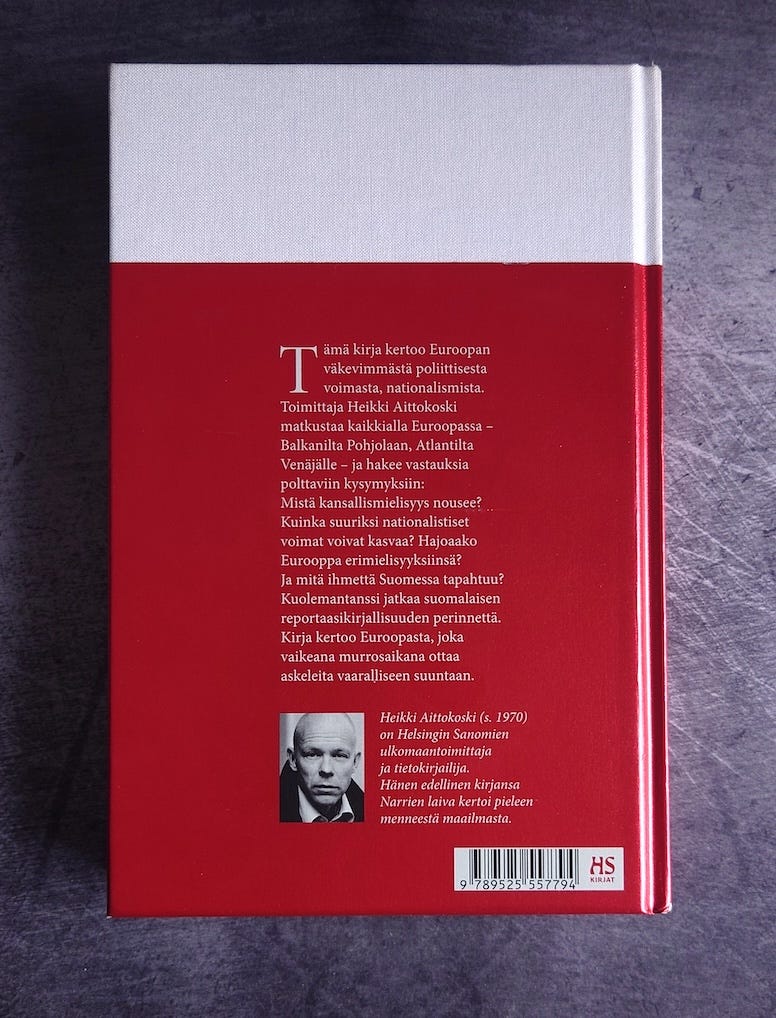 Tämä kirja kertoo Euroopan
väkevimmästä poliittisesta
voimasta, nationalismista.
Toimittaja Heikki Aittokoski
matkustaa kaikkialla Euroopassa –
Balkanilta Pohjolaan, Atlantilta
Venäjälle – ja hakee vastauksia
polttaviin kysymyksiin:
Mistä kansallismielisyys nousee?
Kuinka suuriksi nationalistiset
voimat voivat kasvaa? Hajoaako
Eurooppa erimielisyyksiinsä?
Ja mitä ihmettä Suomessa tapahtuu?
Kuolemantanssi jatkaa suomalaisen
reportaasikirjallisuuden perinnettä.
Kirja kertoo Euroopasta, joka
vaikeana murrosaikana ottaa
askeleita vaaralliseen suuntaan.
Heikki Aittokoski (s. 1970)
on Helsingin Sanomien
ulkomaantoimittaja
ja tietokirjailija.
Hänen edellinen kirjansa
Narrien laiva kertoi pieleen
menneestä maailmasta.
9 789525 557794
HS
KIRJAT